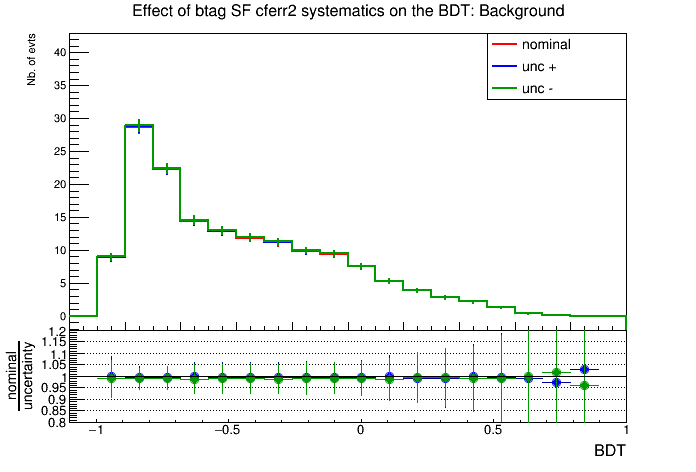 Effect of btag SF cferr2 systematics on the BDT: Background
Nb. of evts
40
35
30
25
20
15
10
5
0
nominal
unc +
unc -
nominal
uncertainty
1.2
1.15
1.1
1.05
1
0.95
0.9
0.85
0.8
−1
−0.5
0
0.5
1
BDT